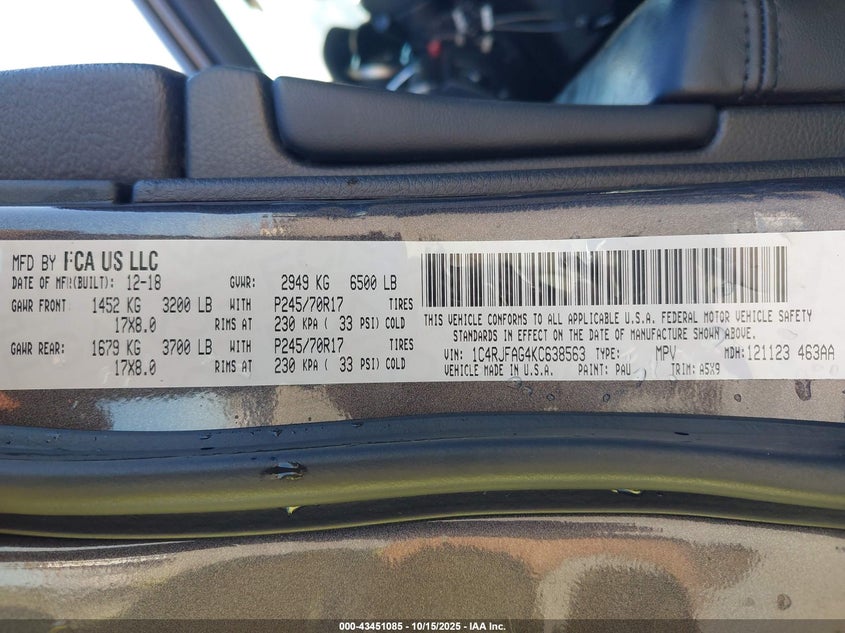 MFD BY FCA US LLC
DATE OF MFR(BUILT): 12-18 GVWR: 2949 KG 6500 LB
GAWR FRONT: 1452 KG 3200 LB WITH P245/70R17 TIRES
17X8.0 RIMS AT 230 KPA ( 33 PSI) COLD
GAWR REAR: 1679 KG 3700 LB WITH P245/70R17 TIRES
17X8.0 RIMS AT 230 KPA ( 33 PSI) COLD
THIS VEHICLE CONFORMS TO ALL APPLICABLE U.S.A. FEDERAL MOTOR VEHICLE SAFETY
STANDARDS IN EFFECT ON THE DATE OF MANUFACTURE SHOWN ABOVE.
VIN: 1C4RJFAG4KC638563 TYPE: MPV MDH: 121123 463AA
VEHICLE MADE IN U.S.A. PAINT: PAU TRIM: A5X9
000-43451085 - 10/15/2025 - IAA Inc.